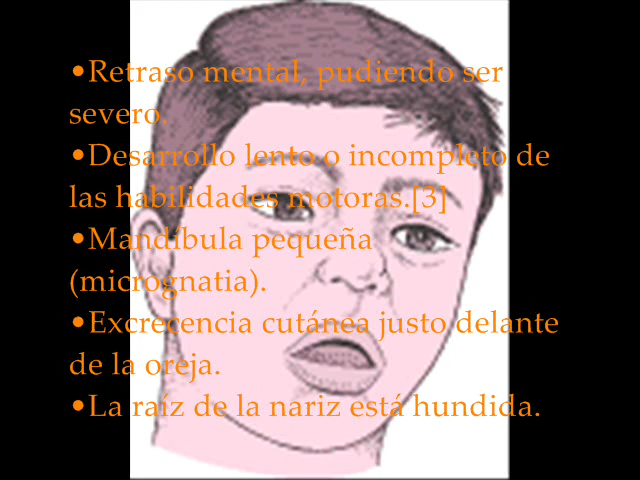 •Retraso mental, pudiendo ser
severo.
•Desarrollo lento o incompleto de
las habilidades motoras.[3]
•Mandíbula pequeña
(micrognatia).
•Excrecencia cutánea justo delante
de la oreja.
•La raíz de la nariz está hundida.